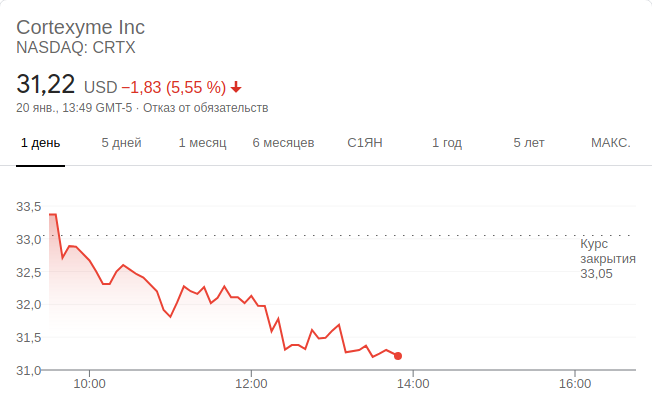 Cortexyme Inc
NASDAQ: CRTX
31,22 USD −1,83 (5,55 %)
20 янв., 13:49 GMT-5 · Отказ от обязательств
1 день 5 дней 1 месяц 6 месяцев С1ЯН 1 год 5 лет МАКС.
33,5
33,0
32,5
32,0
31,5
31,0
Курс
закрытия
33,05
10:00 12:00 14:00 16:00